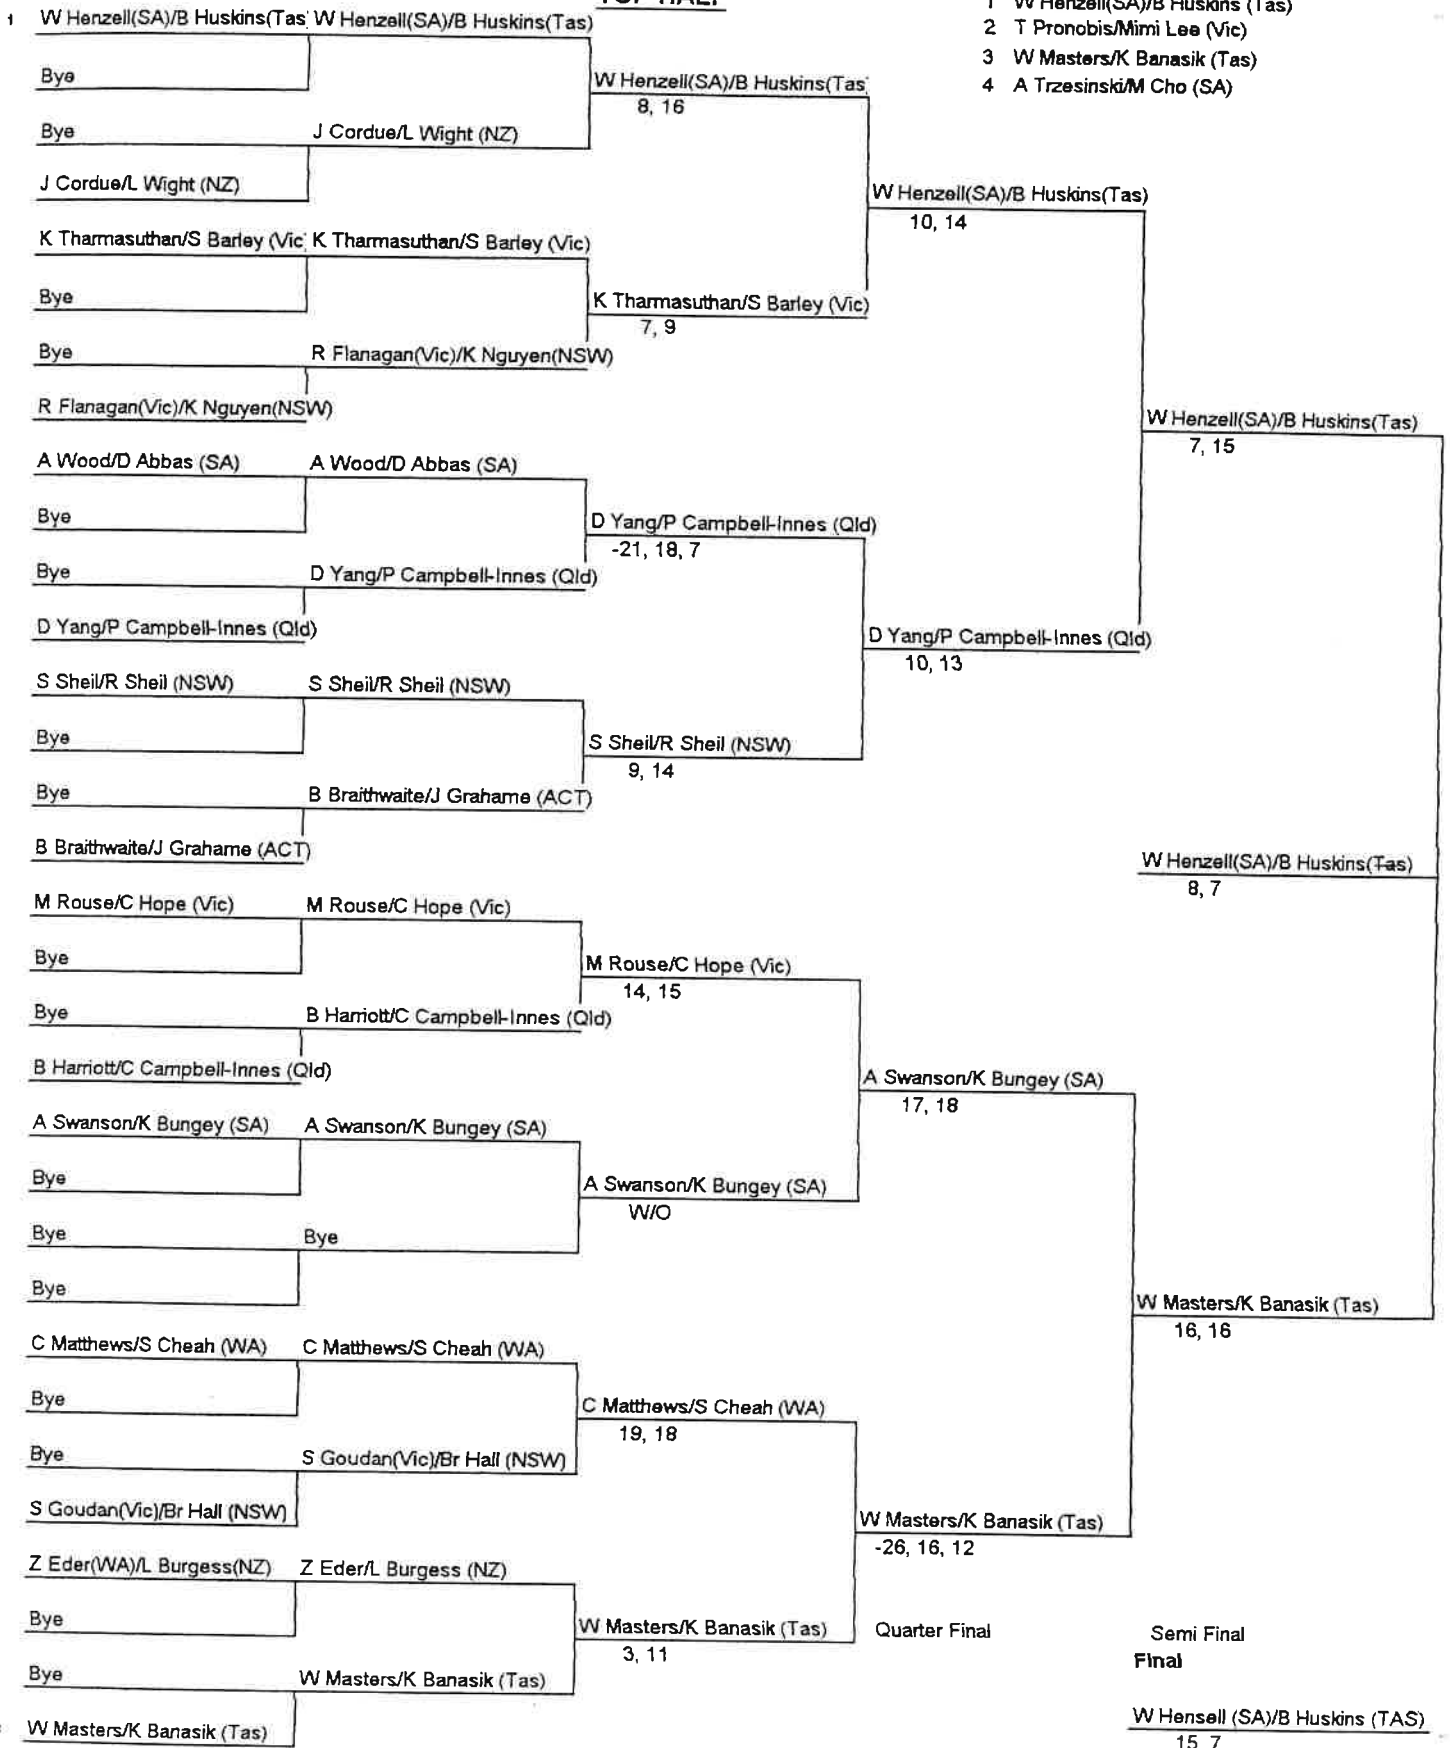 TOP HALF
1 W Henzell(SA)/B Huskins (Tas)
2 T Pronobis/Mimi Lee (Vic)
3 W Masters/K Banasik (Tas)
4 A Trzesinski/M Cho (SA)
1 W Henzell(SA)/B Huskins(Tas W Henzell(SA)/B Huskins(Tas)
Bye
W Henzell(SA)/B Huskins(Tas
8, 16
Bye J Cordue/L Wight (NZ)
J Cordue/L Wight (NZ)
W Henzell(SA)/B Huskins(Tas)
10, 14
K Tharmasuthan/S Barley (Vic K Tharmasuthan/S Barley (Vic)
Bye
K Tharmasuthan/S Barley (Vic)
7, 9
Bye R Flanagan(Vic)/K Nguyen(NSW)
R Flanagan(Vic)/K Nguyen(NSW)
W Henzell(SA)/B Huskins(Tas)
7, 15
A Wood/D Abbas (SA) A Wood/D Abbas (SA)
Bye
D Yang/P Campbell-Innes (Qld)
-21, 18, 7
Bye D Yang/P Campbell-Innes (Qld)
D Yang/P Campbell-Innes (Qld)
D Yang/P Campbell-Innes (Qld)
10, 13
S Sheil/R Sheil (NSW) S Sheil/R Sheil (NSW)
Bye
S Sheil/R Sheil (NSW)
9, 14
Bye B Braithwaite/J Grahame (ACT)
B Braithwaite/J Grahame (ACT)
W Henzell(SA)/B Huskins(Tas)
8, 7
M Rouse/C Hope (Vic) M Rouse/C Hope (Vic)
Bye
M Rouse/C Hope (Vic)
14, 15
Bye B Harriott/C Campbell-Innes (Qld)
B Harriott/C Campbell-Innes (Qld)
A Swanson/K Bungey (SA)
17, 18
A Swanson/K Bungey (SA) A Swanson/K Bungey (SA)
Bye
A Swanson/K Bungey (SA)
W/O
Bye Bye
Bye
W Masters/K Banasik (Tas)
16, 16
C Matthews/S Cheah (WA) C Matthews/S Cheah (WA)
Bye
C Matthews/S Cheah (WA)
19, 18
Bye S Goudan(Vic)/Br Hall (NSW)
S Goudan(Vic)/Br Hall (NSW)
W Masters/K Banasik (Tas)
-26, 16, 12
Z Eder(WA)/L Burgess(NZ) Z Eder/L Burgess (NZ)
Bye
W Masters/K Banasik (Tas) Quarter Final Semi Final
3, 11
Final
Bye W Masters/K Banasik (Tas)
W Masters/K Banasik (Tas)
W Hensell (SA)/B Huskins (TAS)
15, 7